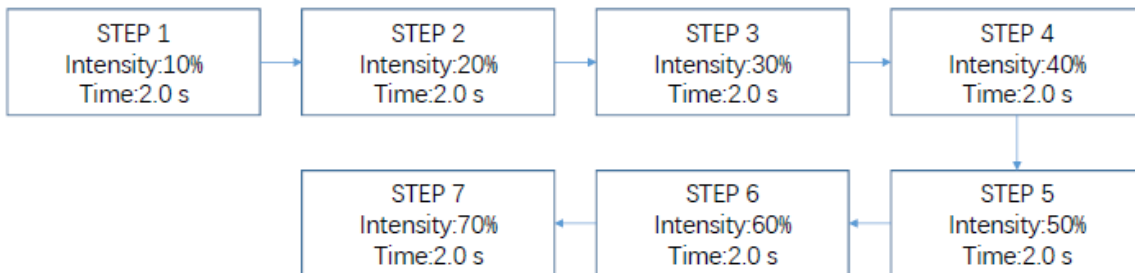 STEP 1
Intensity:10%
Time:2.0 s
STEP 2
Intensity:20%
Time:2.0 s
STEP 3
Intensity:30%
Time:2.0 s
STEP 4
Intensity:40%
Time:2.0 s
STEP 5
Intensity:50%
Time:2.0 s
STEP 6
Intensity:60%
Time:2.0 s
STEP 7
Intensity:70%
Time:2.0 s